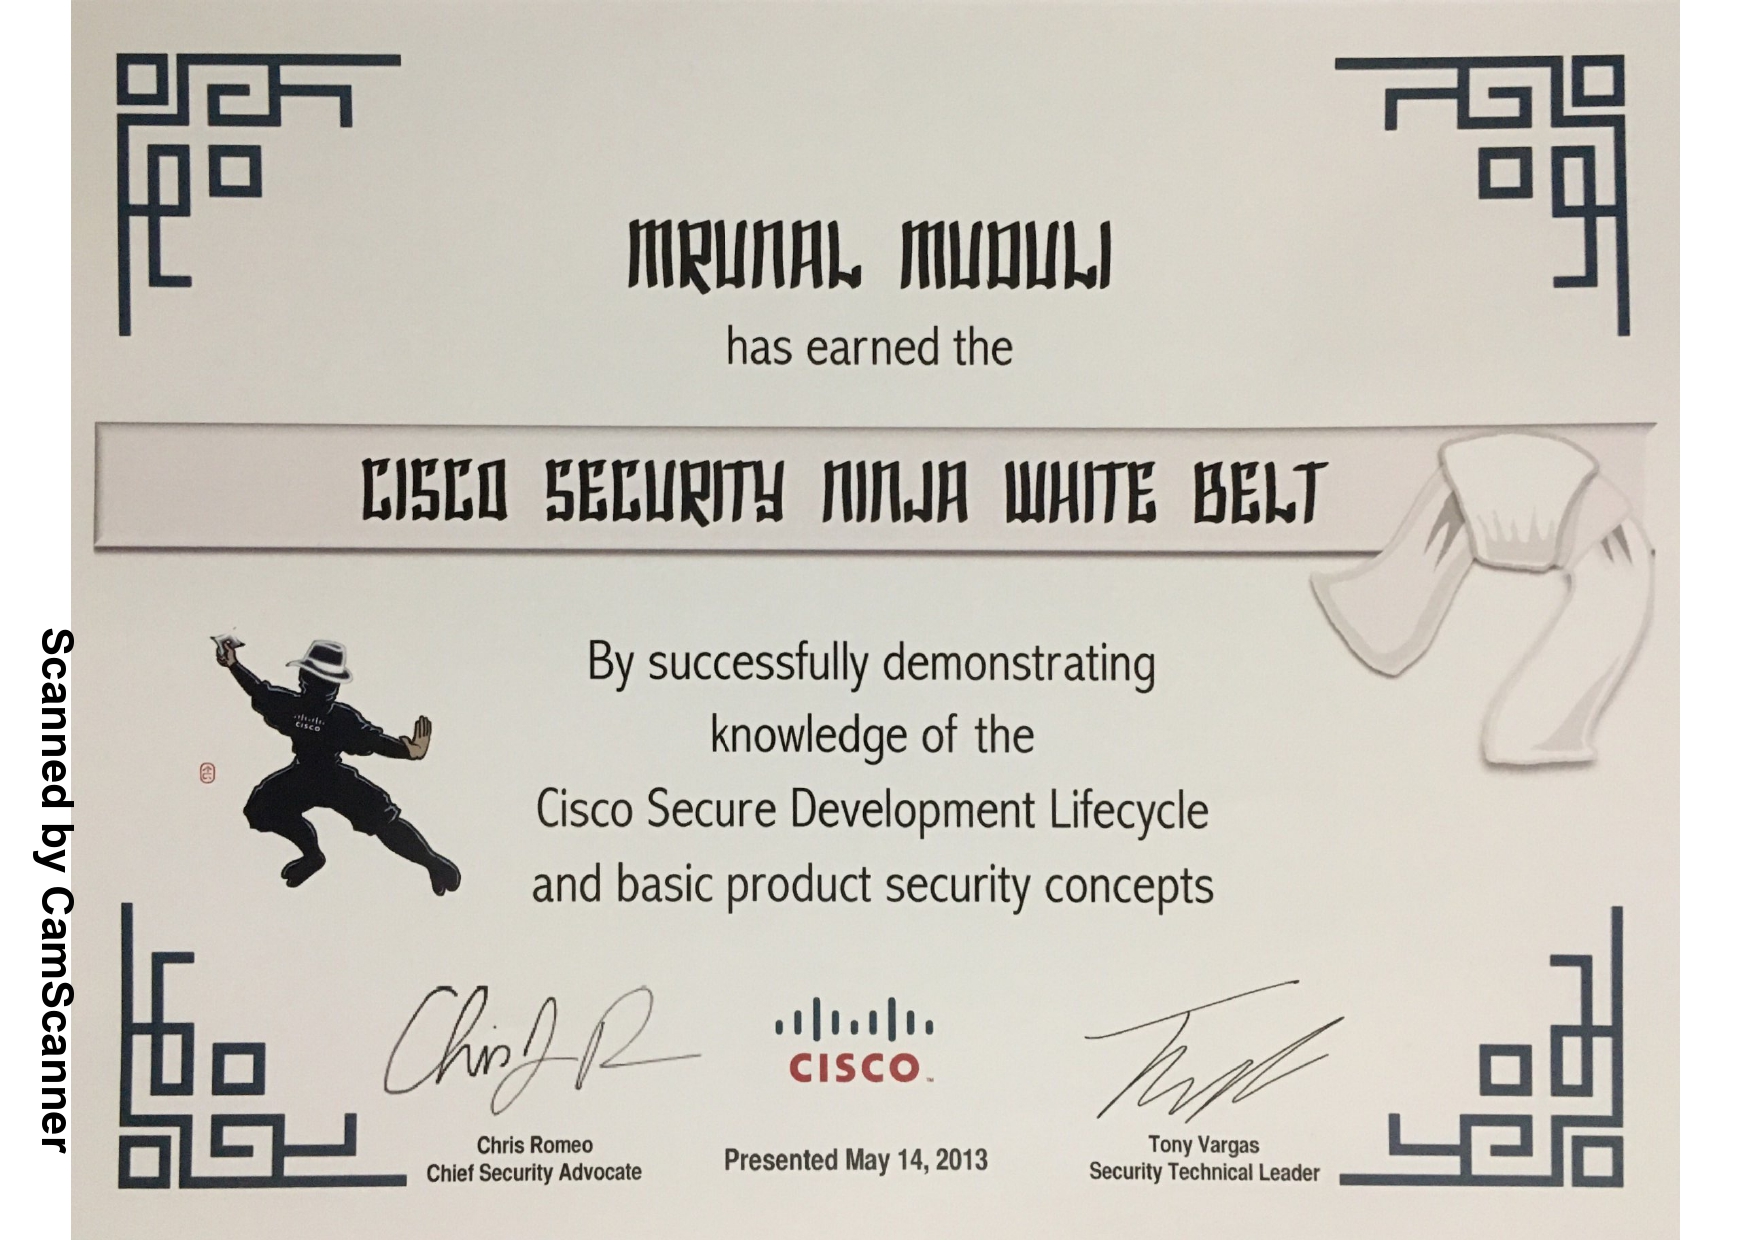 MRUNAL MUDULI
has earned the
CISCO SECURITY NINJA WHITE BELT
CISCO
By successfully demonstrating
knowledge of the
Cisco Secure Development Lifecycle
and basic product security concepts
Chris J R
CISCO
Chris Romeo
Chief Security Advocate
Presented May 14, 2013
Tony Vargas
Security Technical Leader
Scanned by CamScanner